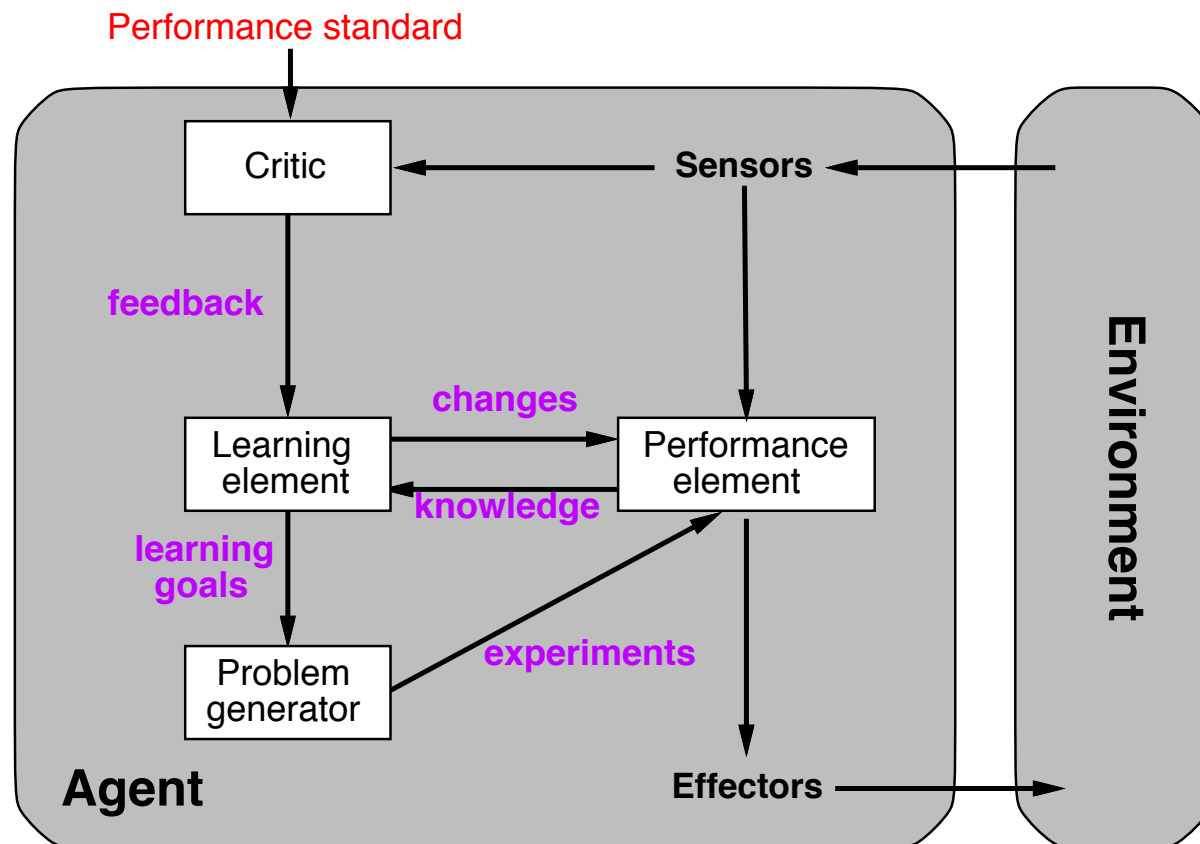 Performance standard
Critic
Sensors
feedback
changes
Learning
element
Performance
element
knowledge
learning
goals
experiments
Problem
generator
Agent
Effectors
Environment